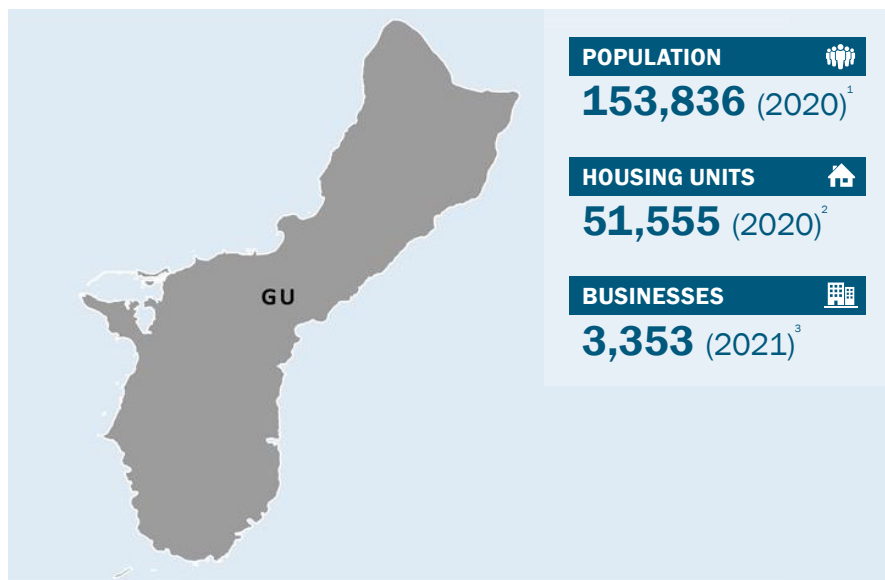 GU
POPULATION
153,836 (2020)¹
HOUSING UNITS
51,555 (2020)²
BUSINESSES
3,353 (2021)³